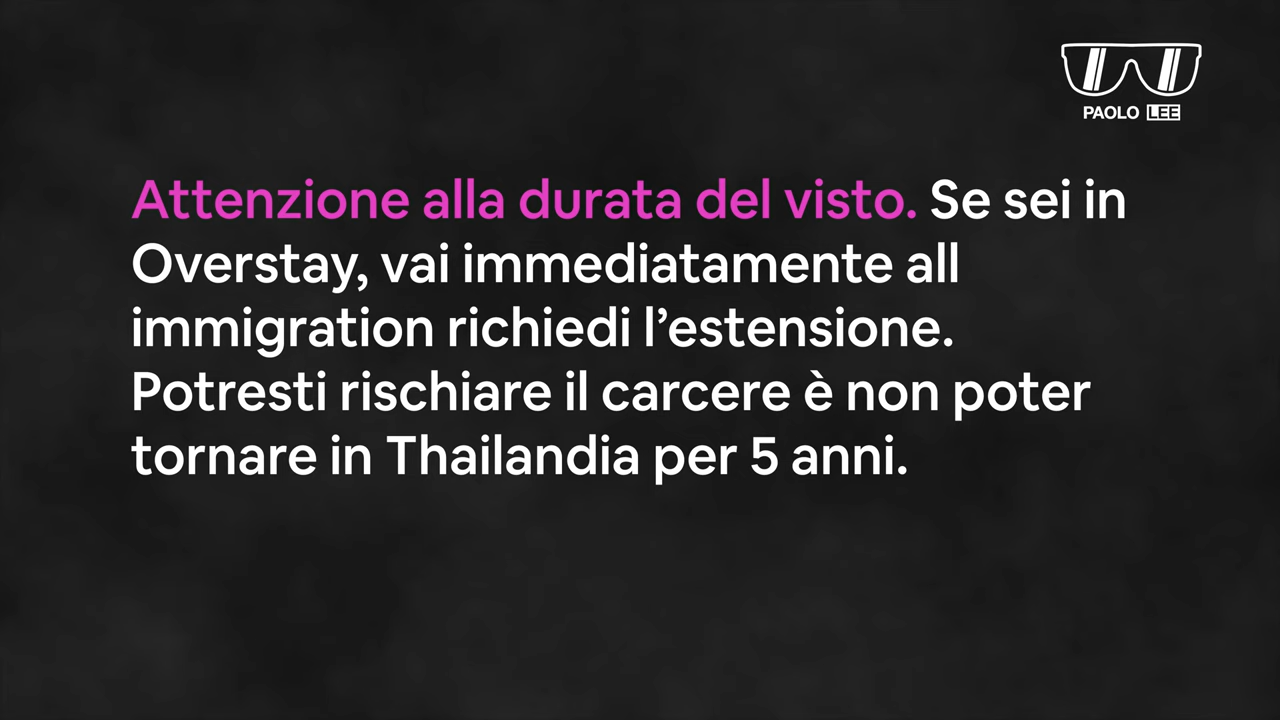 PAOLO LEE
Attenzione alla durata del visto. Se sei in
Overstay, vai immediatamente all
immigration richiedi l’estensione.
Potresti rischiare il carcere è non poter
tornare in Thailandia per 5 anni.